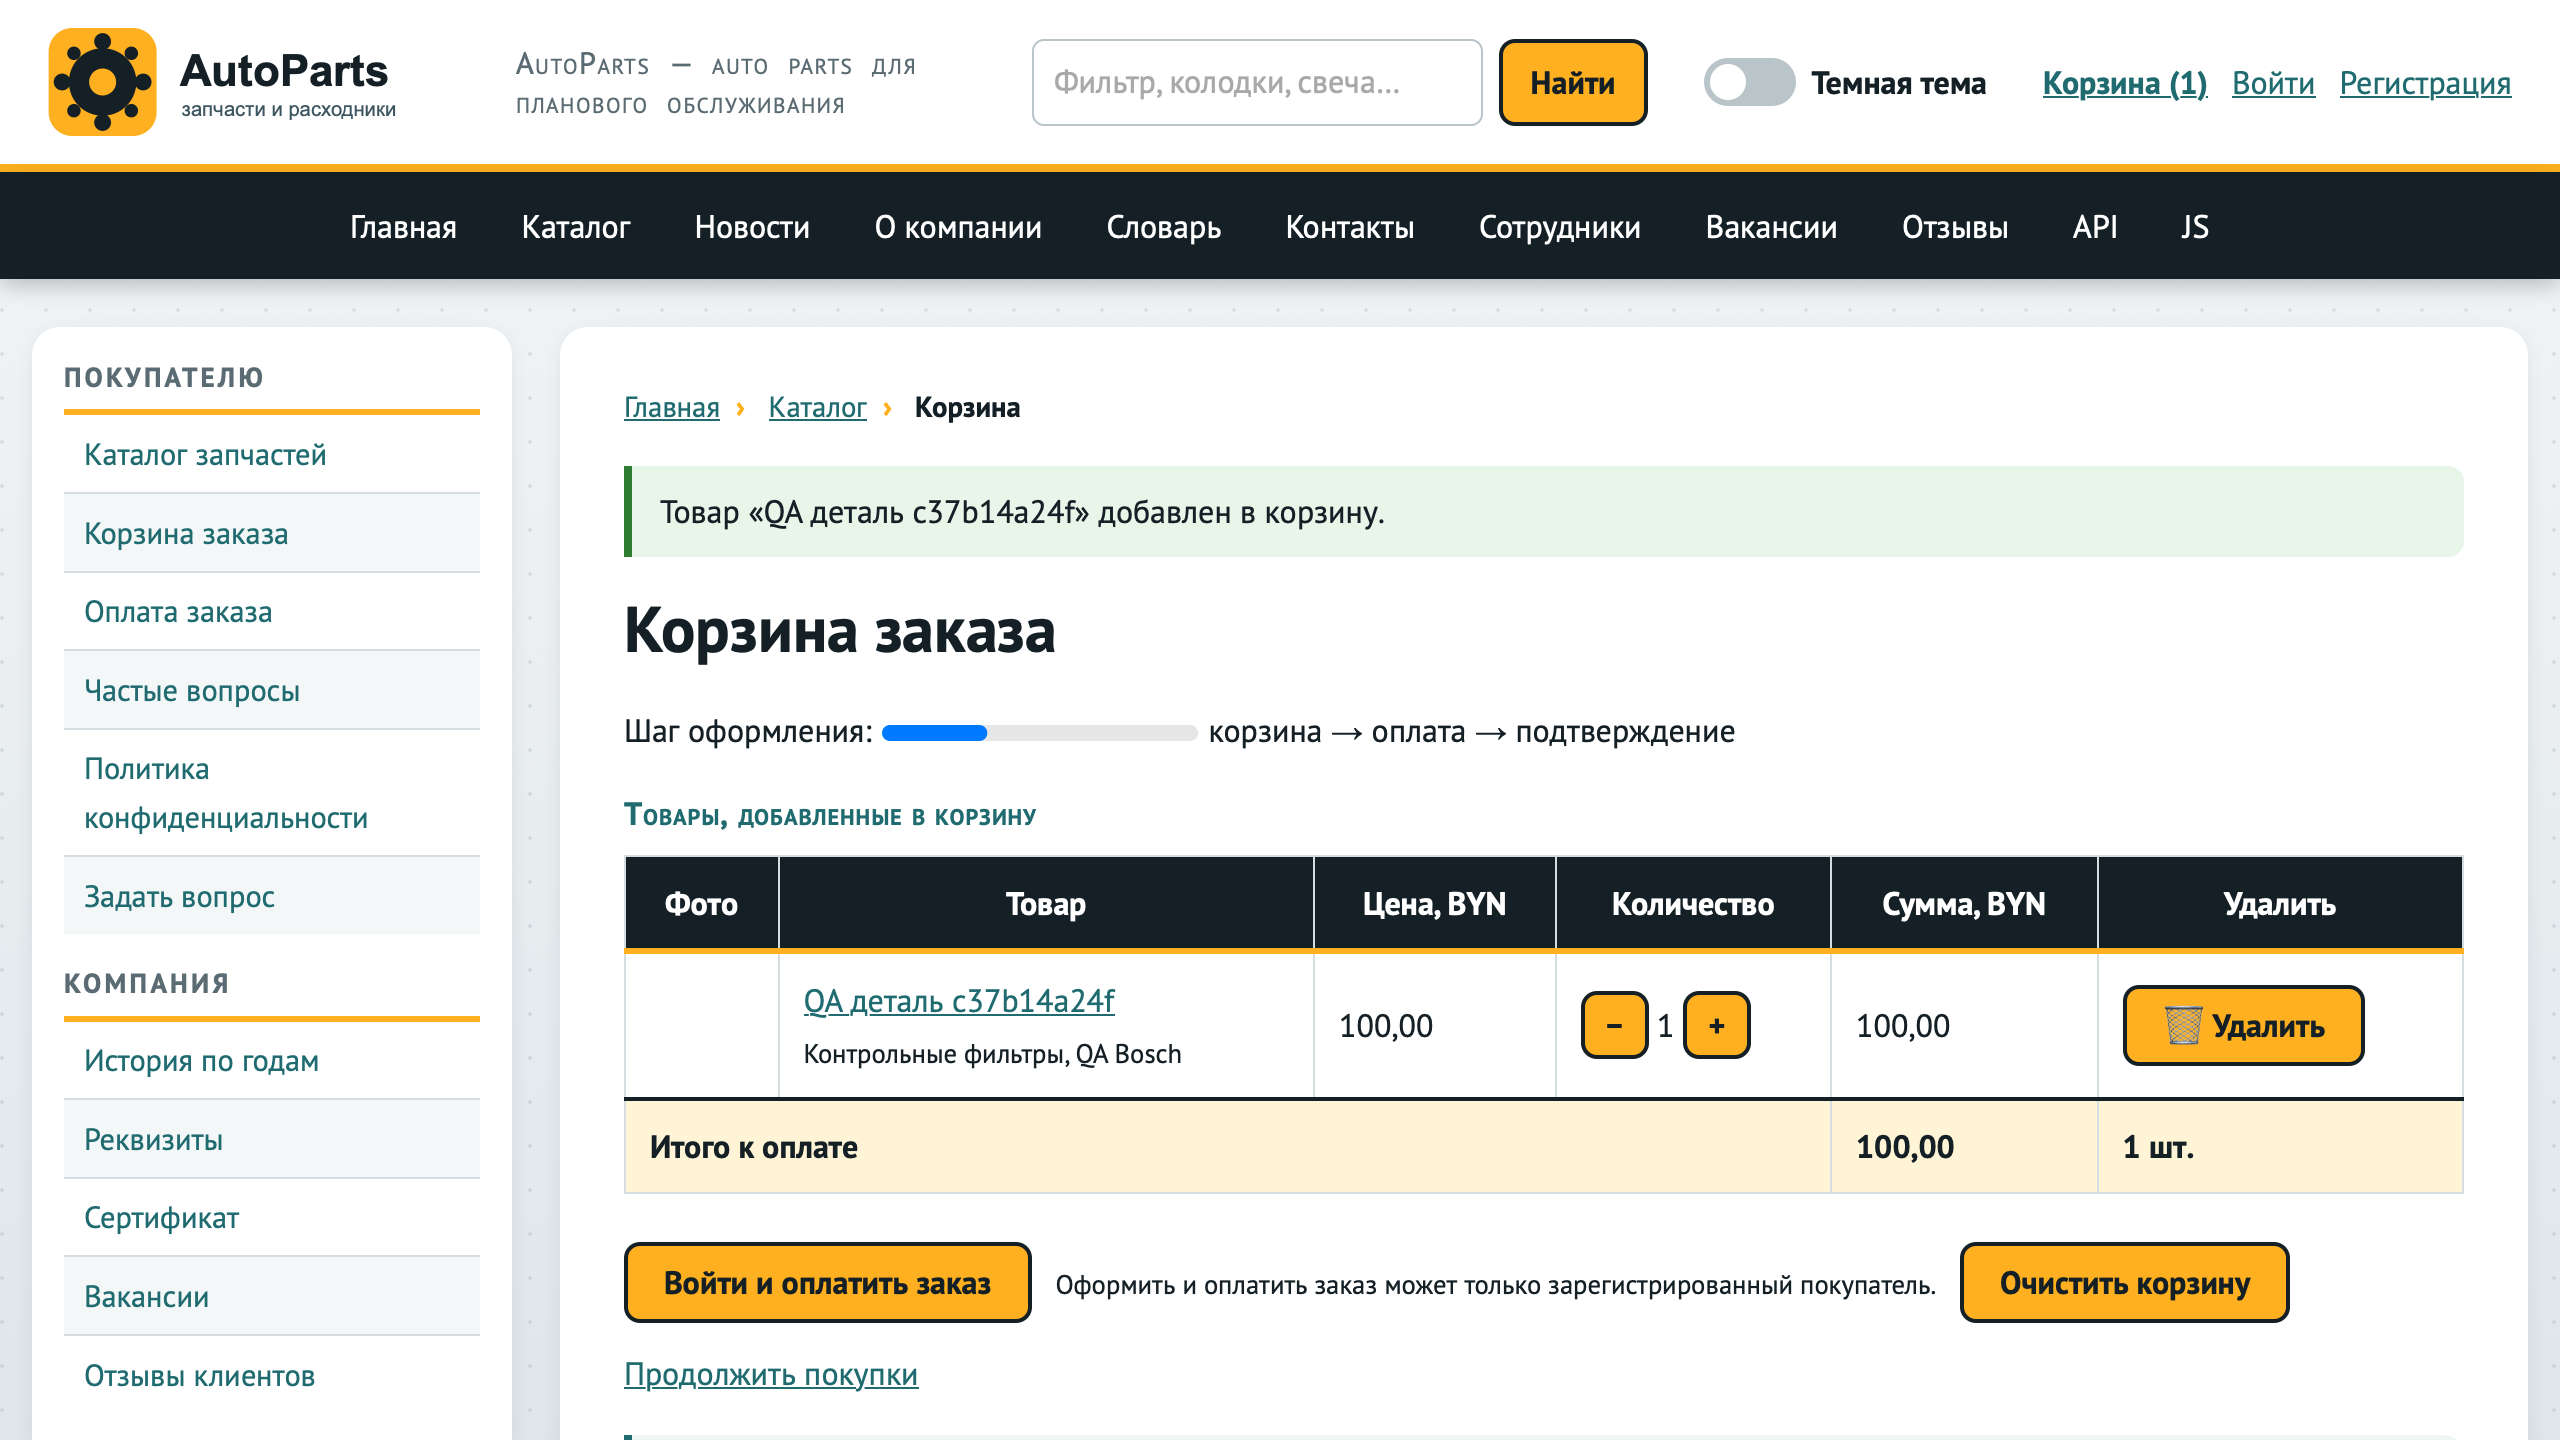 AutoParts
запчасти и расходники
AutoParts — auto parts для
планового обслуживания
Фильтр, колодки, свеча...
Найти
Темная тема
Корзина (1) Войти Регистрация
Главная Каталог Новости О компании Словарь Контакты Сотрудники Вакансии Отзывы API JS
ПОКУПАТЕЛЮ
Каталог запчастей
Корзина заказа
Оплата заказа
Частые вопросы
Политика
конфиденциальности
Задать вопрос
КОМПАНИЯ
История по годам
Реквизиты
Сертификат
Вакансии
Отзывы клиентов
Главная › Каталог › Корзина
Товар «QA деталь c37b14a24f» добавлен в корзину.
Корзина заказа
Шаг оформления: корзина → оплата → подтверждение
Товары, добавленные в корзину
Фото Товар Цена, BYN Количество Сумма, BYN Удалить
QA деталь c37b14a24f
Контрольные фильтры, QA Bosch
100,00 − 1 + 100,00 🗑 Удалить
Итого к оплате 100,00 1 шт.
Войти и оплатить заказ Оформить и оплатить заказ может только зарегистрированный покупатель. Очистить корзину
Продолжить покупки